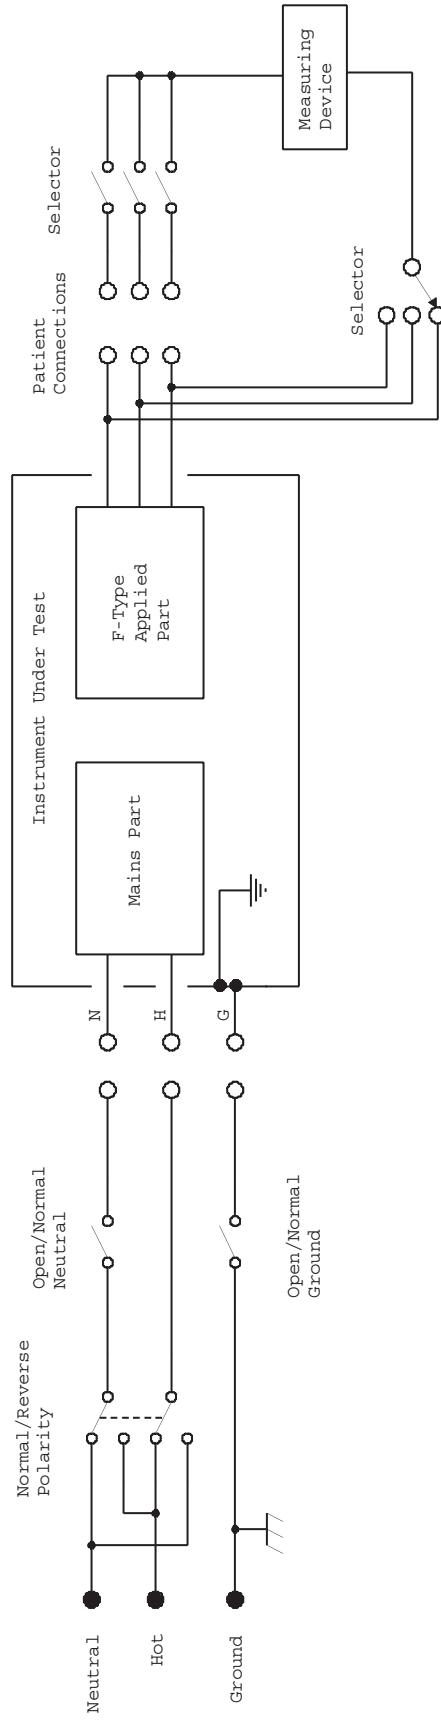 Neutral
Hot
Ground
Normal/Reverse
Polarity
Open/Normal
Neutral
Open/Normal
Ground
N
H
G
Instrument Under Test
Mains Part
F-Type
Applied
Part
Patient
Connections
Selector
Selector
Measuring
Device